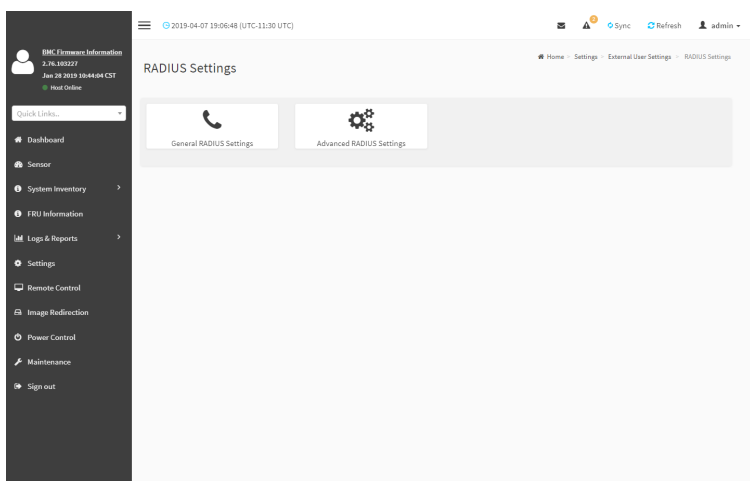 2019-04-07 19:06:48 (UTC-11:30 UTC)
2
Sync
Refresh
admin
BMC Firmware Information
2.76.103227
Jan 28 2019 10:44:04 CST
Host Online
RADIUS Settings
Home > Settings > External User Settings > RADIUS Settings
Quick Links..
General RADIUS Settings
Advanced RADIUS Settings
Dashboard
Sensor
System Inventory
FRU Information
Logs & Reports
Settings
Remote Control
Image Redirection
Power Control
Maintenance
Sign out